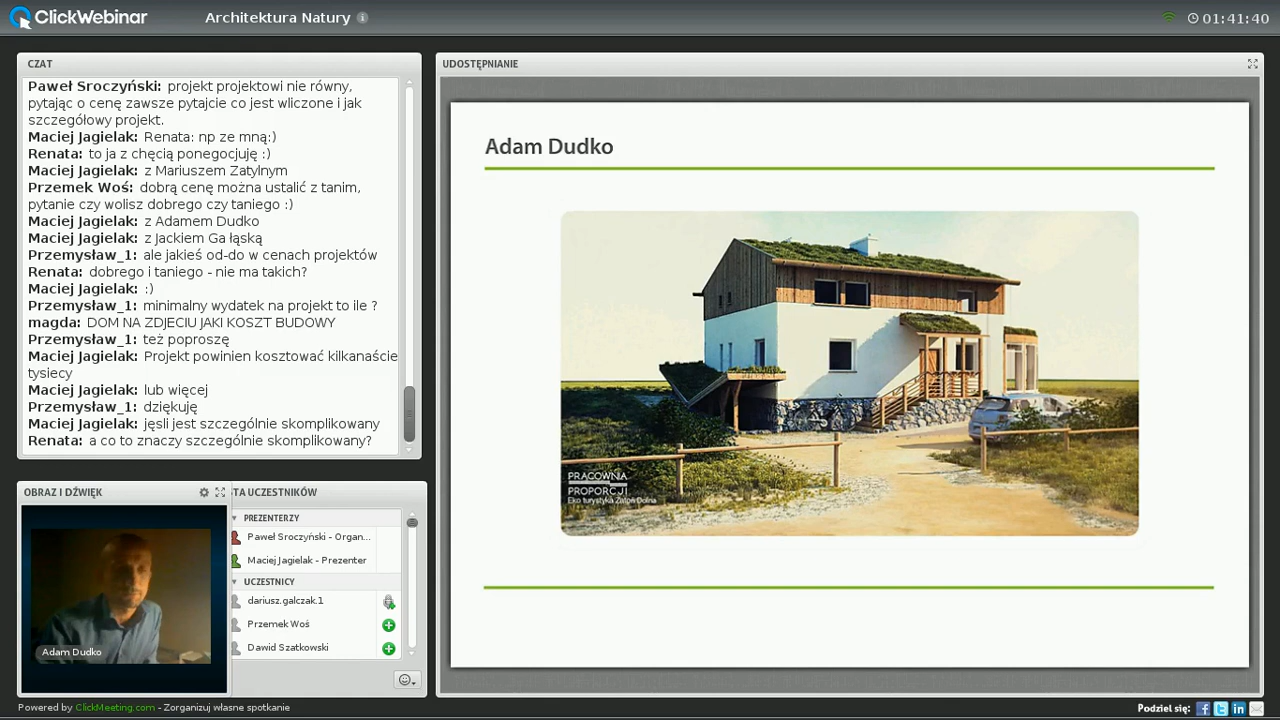 ClickWebinar
Architektura Natury
01:41:40
CZAT
Paweł Sroczyński: projekt projektowi nie równy,
pytając o cenę zawsze pytajcie co jest wliczone i jak
szczegółowy projekt.
Maciej Jagielak: Renata: np ze mną:)
Renata: to ja z chęcią ponegocjuję :)
Maciej Jagielak: z Mariuszem Zatylnym
Przemek Woś: dobrą cenę można ustalić z tanim,
pytanie czy wolisz dobrego czy taniego :)
Maciej Jagielak: z Adamem Dudko
Maciej Jagielak: z Jackiem Ga łąską
Przemysław_1: ale jakieś od-do w cenach projektów
Renata: dobrego i taniego - nie ma takich?
Maciej Jagielak: :)
Przemysław_1: minimalny wydatek na projekt to ile ?
magda: DOM NA ZDJECIU JAKI KOSZT BUDOWY
Przemysław_1: też poproszę
Maciej Jagielak: Projekt powinien kosztować kilkanaście
tysiecy
Maciej Jagielak: lub więcej
Przemysław_1: dziękuję
Maciej Jagielak: jęsli jest szczególnie skomplikowany
Renata: a co to znaczy szczególnie skomplikowany?
OBRAZ I DŹWIĘK
Adam Dudko
TA UCZESTNIKÓW
PREZENTERZY
Paweł Sroczyński - Organ...
Maciej Jagielak - Prezenter
UCZESTNICY
dariusz.galczak.1
Przemek Woś
Dawid Szatkowski
UDOSTĘPNIANIE
Adam Dudko
PRACOWNIA
PROPORCJI
Eko turystyka Zatoń Dolna
Powered by ClickMeeting.com - Zorganizuj własne spotkanie
Podziel się: